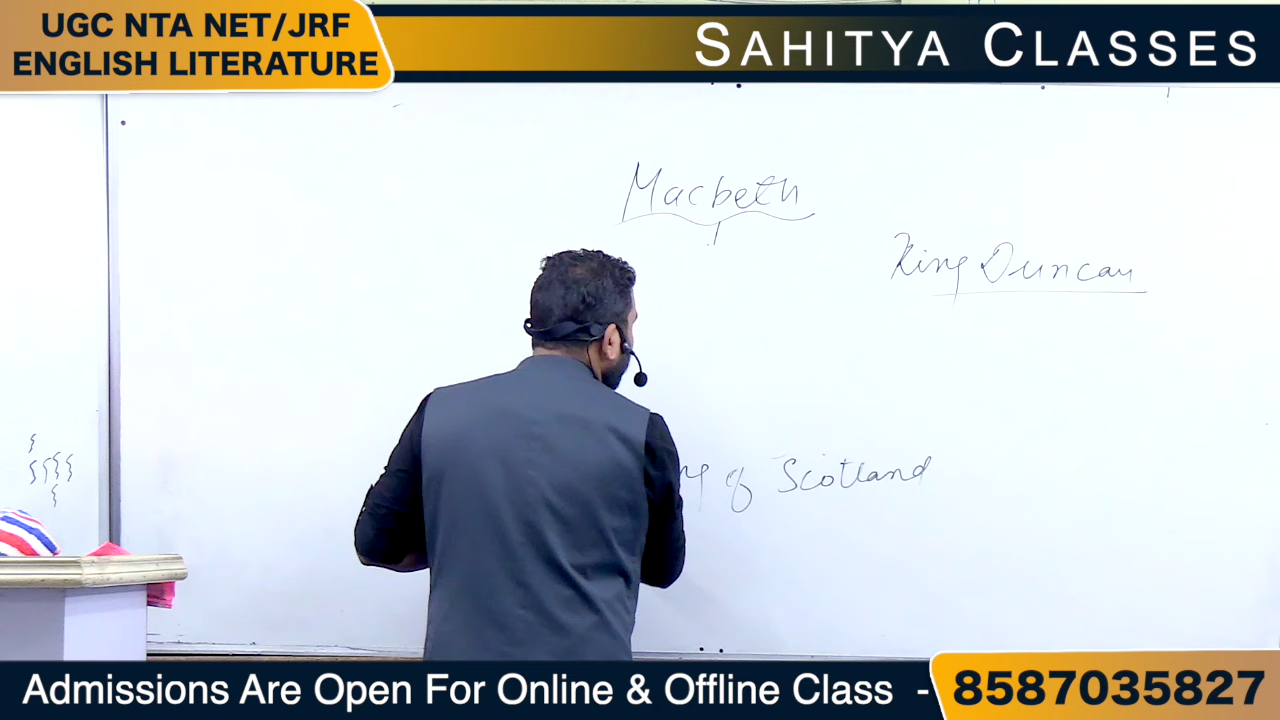 UGC NTA NET/JRF
ENGLISH LITERATURE
SAHITYA CLASSES
Macbeth
King Duncan
of Scotland
Admissions Are Open For Online & Offline Class - 8587035827